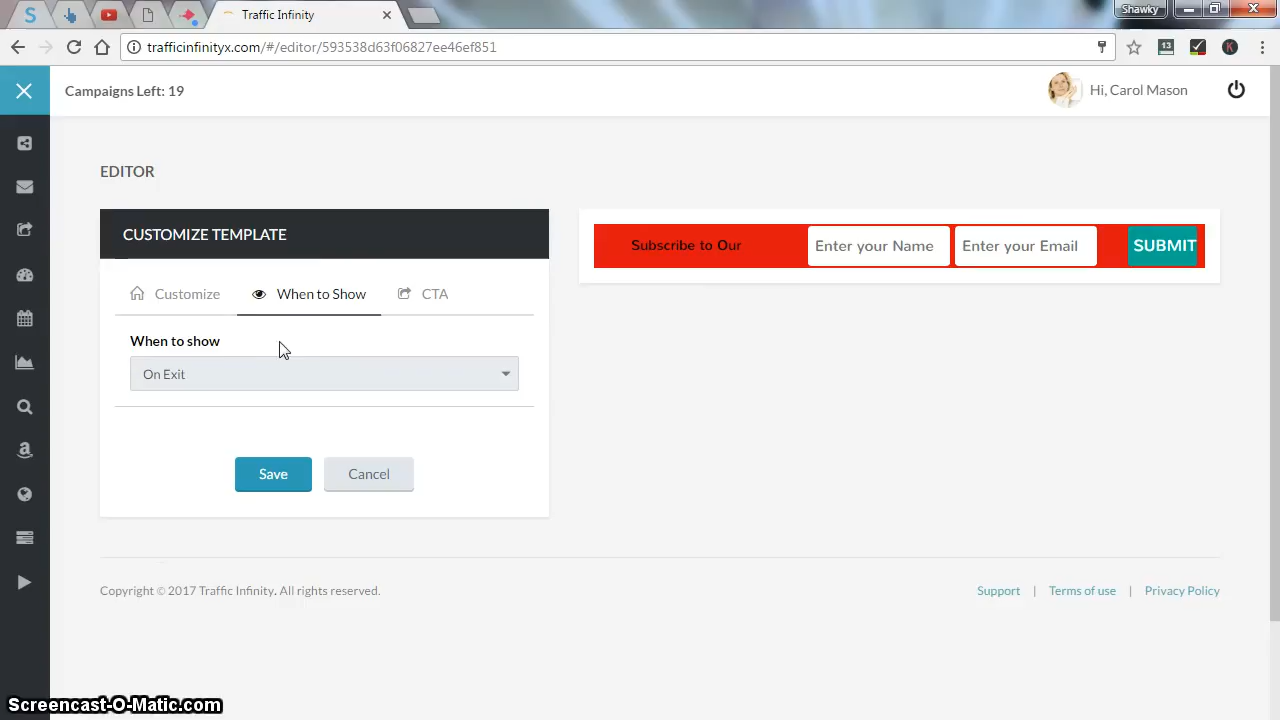 Traffic Infinity
Shawky
trafficinfinityx.com/#/editor/593538d63f06827ee46ef851
13
K
Campaigns Left: 19
Hi, Carol Mason
EDITOR
CUSTOMIZE TEMPLATE
Customize
When to Show
CTA
When to show
On Exit
Save
Cancel
Subscribe to Our
Enter your Name
Enter your Email
SUBMIT
Copyright © 2017 Traffic Infinity. All rights reserved.
Support | Terms of use | Privacy Policy
Screencast-O-Matic.com